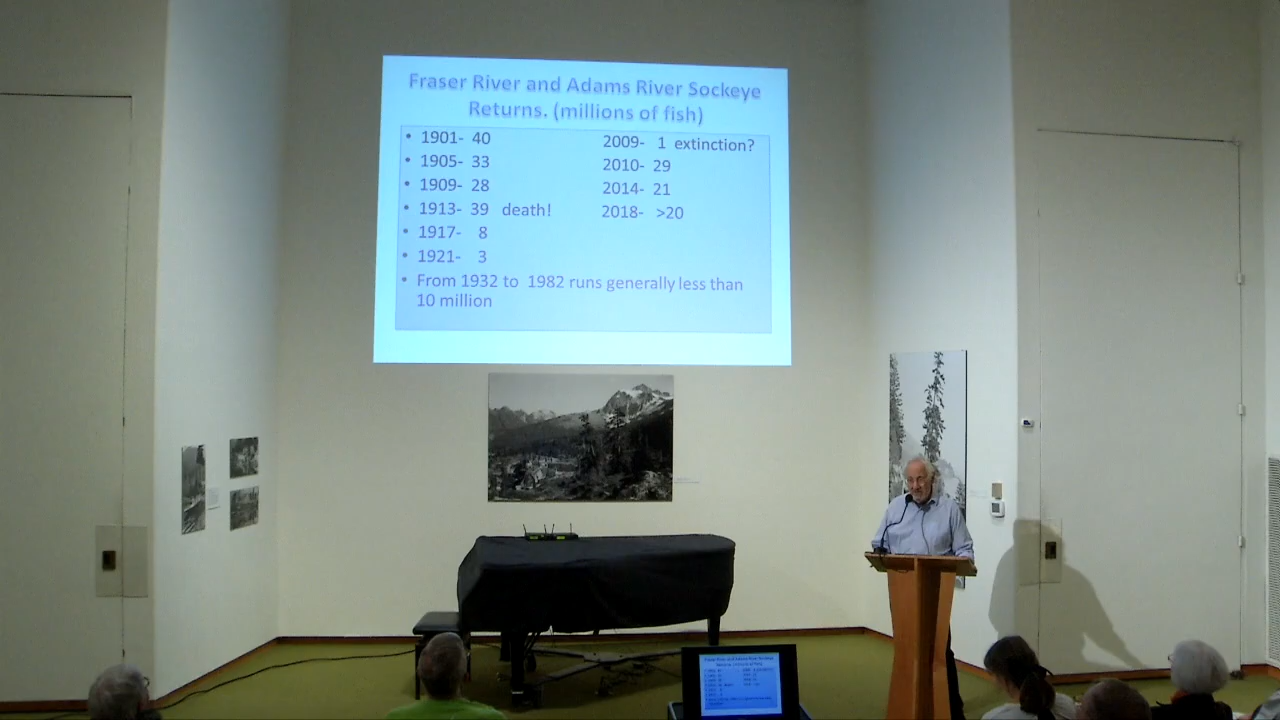 Fraser River and Adams River Sockeye
Returns. (millions of fish)
• 1901- 40
• 1905- 33
• 1909- 28
• 1913- 39 death!
• 1917- 8
• 1921- 3
• From 1932 to 1982 runs generally less than
10 million
2009- 1 extinction?
2010- 29
2014- 21
2018- >20